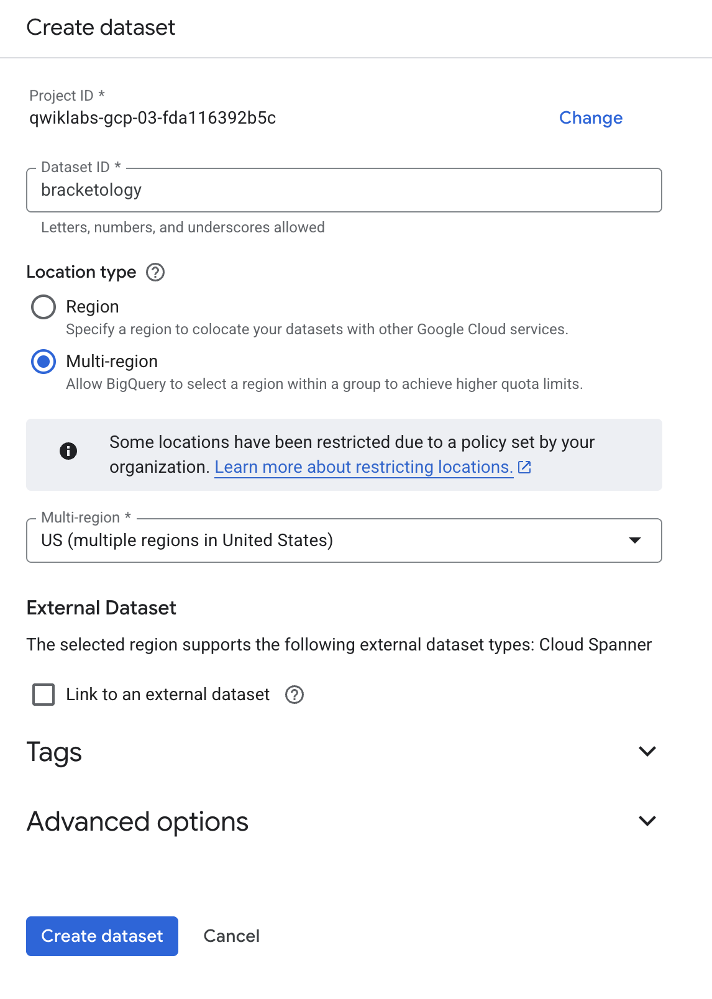 Create dataset
Project ID *
qwiklabs-gcp-03-fda116392b5c
Change
Dataset ID *
bracketology
Letters, numbers, and underscores allowed
Location type
Region
Specify a region to colocate your datasets with other Google Cloud services.
Multi-region
Allow BigQuery to select a region within a group to achieve higher quota limits.
Some locations have been restricted due to a policy set by your
organization. Learn more about restricting locations.
Multi-region *
US (multiple regions in United States)
External Dataset
The selected region supports the following external dataset types: Cloud Spanner
Link to an external dataset
Tags
Advanced options
Create dataset
Cancel